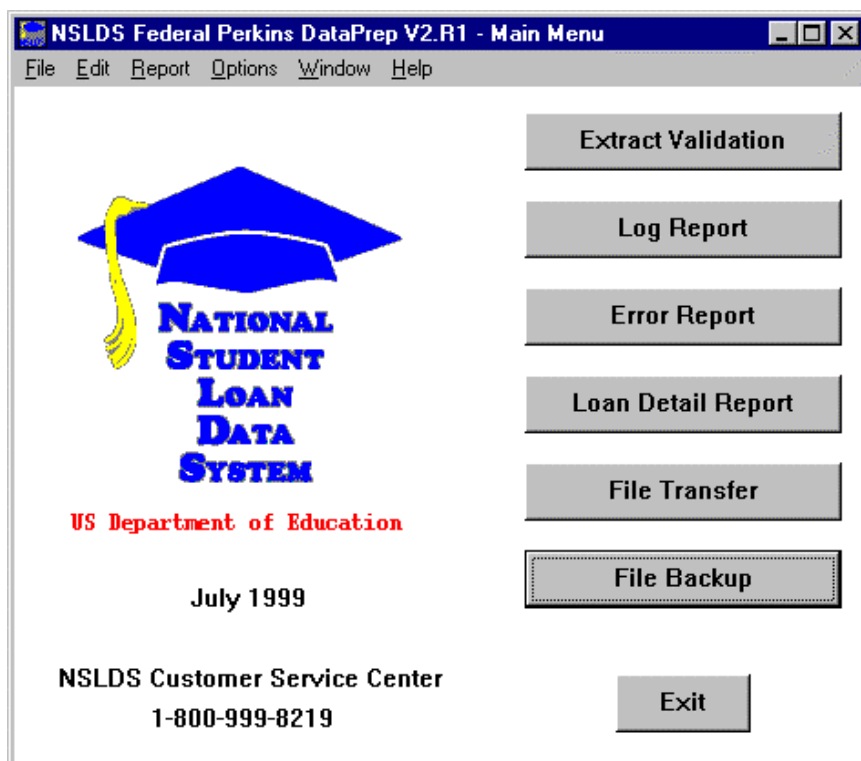 NSLDS Federal Perkins DataPrep V2.R1 - Main Menu
File Edit Report Options Window Help
Extract Validation
Log Report
Error Report
Loan Detail Report
File Transfer
File Backup
Exit
NATIONAL
STUDENT
LOAN
DATA
SYSTEM
US Department of Education
July 1999
NSLDS Customer Service Center
1-800-999-8219